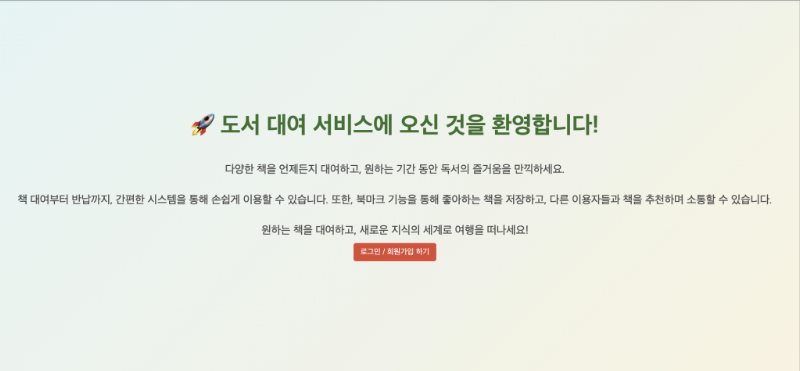 🚀 도서 대여 서비스에 오신 것을 환영합니다!
다양한 책을 언제든지 대여하고, 원하는 기간 동안 독서의 즐거움을 만끽하세요.
책 대여부터 반납까지, 간편한 시스템을 통해 손쉽게 이용할 수 있습니다. 또한, 북마크 기능을 통해 좋아하는 책을 저장하고, 다른 이용자들과 책을 추천하며 소통할 수 있습니다.
원하는 책을 대여하고, 새로운 지식의 세계로 여행을 떠나세요!
로그인 / 회원가입 하기